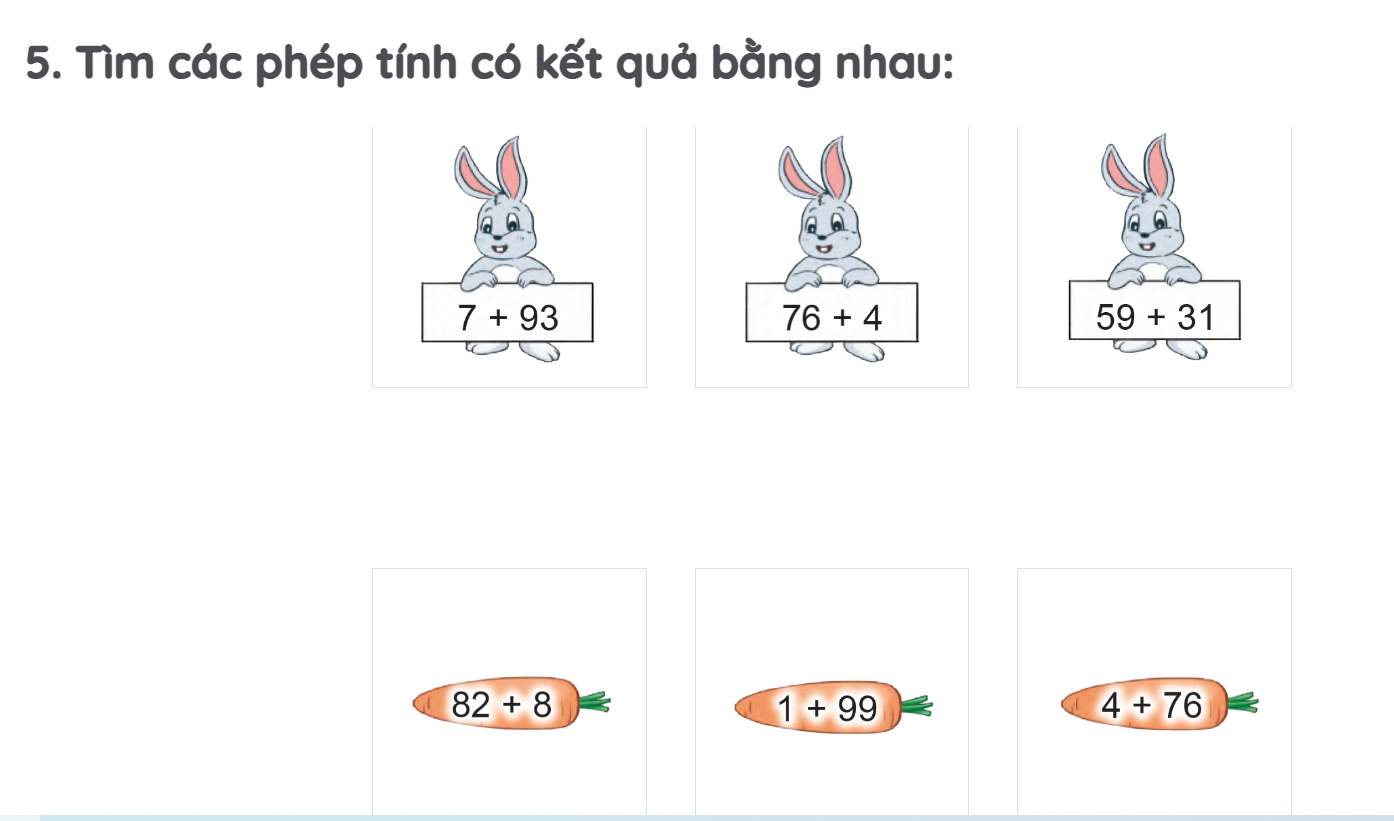 5. Tìm các phép tính có kết quả bằng nhau:
7 + 93
76 + 4
59 + 31
82 + 8
1 + 99
4 + 76